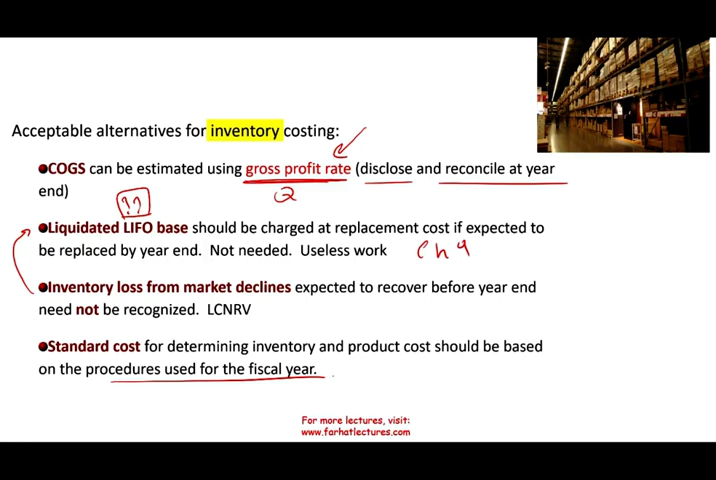 Acceptable alternatives for inventory costing:
COGS can be estimated using gross profit rate (disclose and reconcile at year
end)
Q
??
Liquidated LIFO base should be charged at replacement cost if expected to
be replaced by year end. Not needed. Useless work
Ch 9
Inventory loss from market declines expected to recover before year end
need not be recognized. LCNRV
Standard cost for determining inventory and product cost should be based
on the procedures used for the fiscal year.
For more lectures, visit:
www.farhatlectures.com